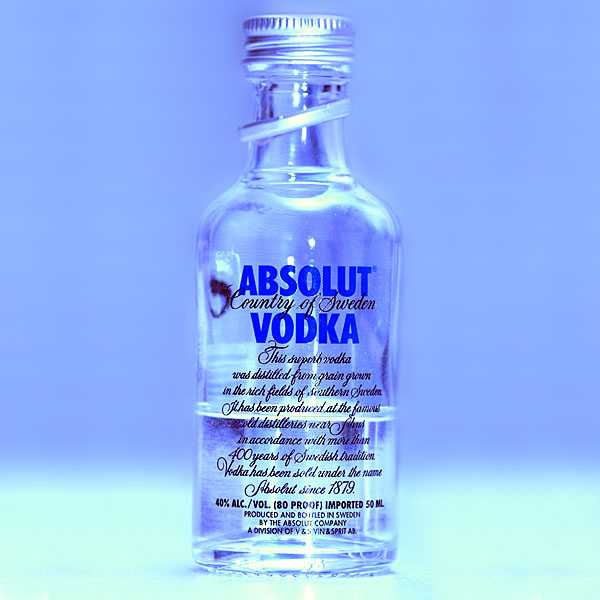 ABSOLUT®
Country of Sweden
VODKA
This superb vodka
was distilled from grain grown
in the rich fields of southern Sweden.
It has been produced at the famous
old distilleries near Åhus
in accordance with more than
400 years of Swedish tradition.
Vodka has been sold under the name
Absolut since 1879.
40% ALC./VOL. (80 PROOF) IMPORTED 50 ML.
PRODUCED AND BOTTLED IN SWEDEN
BY THE ABSOLUT COMPANY
A DIVISION OF V & S VIN & SPRIT AB.